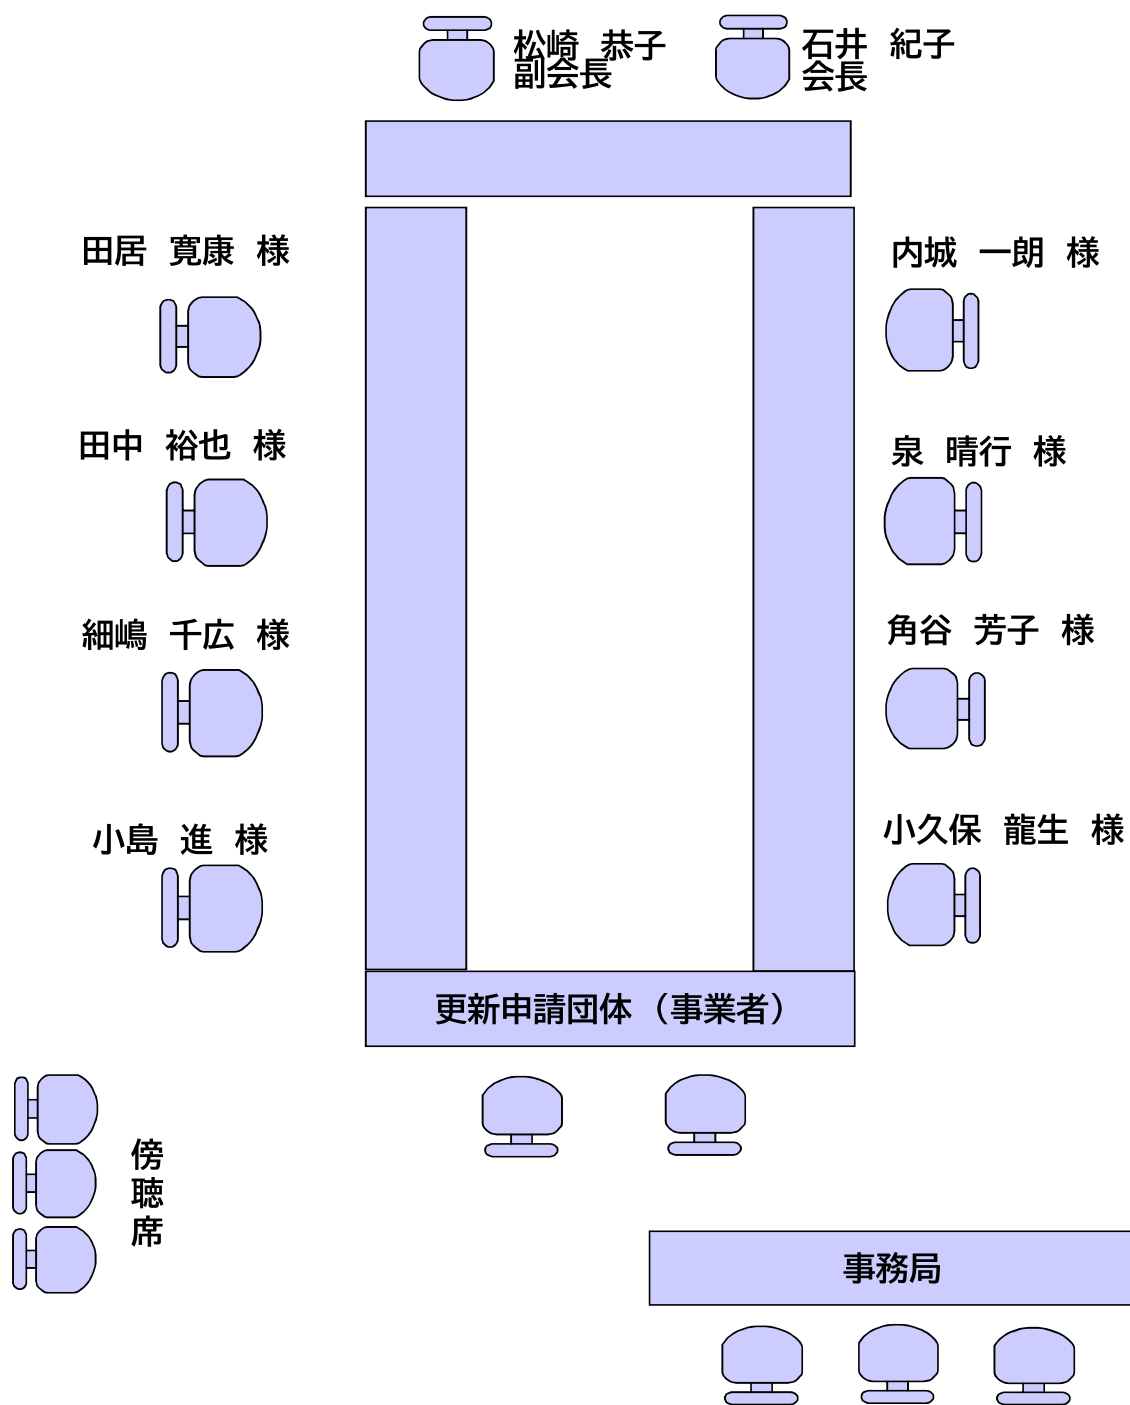 松崎 恭子
副会長
石井 紀子
会長
田居 寛康 様
内城 一朗 様
田中 裕也 様
泉 晴行 様
細嶋 千広 様
角谷 芳子 様
小島 進 様
小久保 龍生 様
更新申請団体（事業者）
傍聴席
事務局